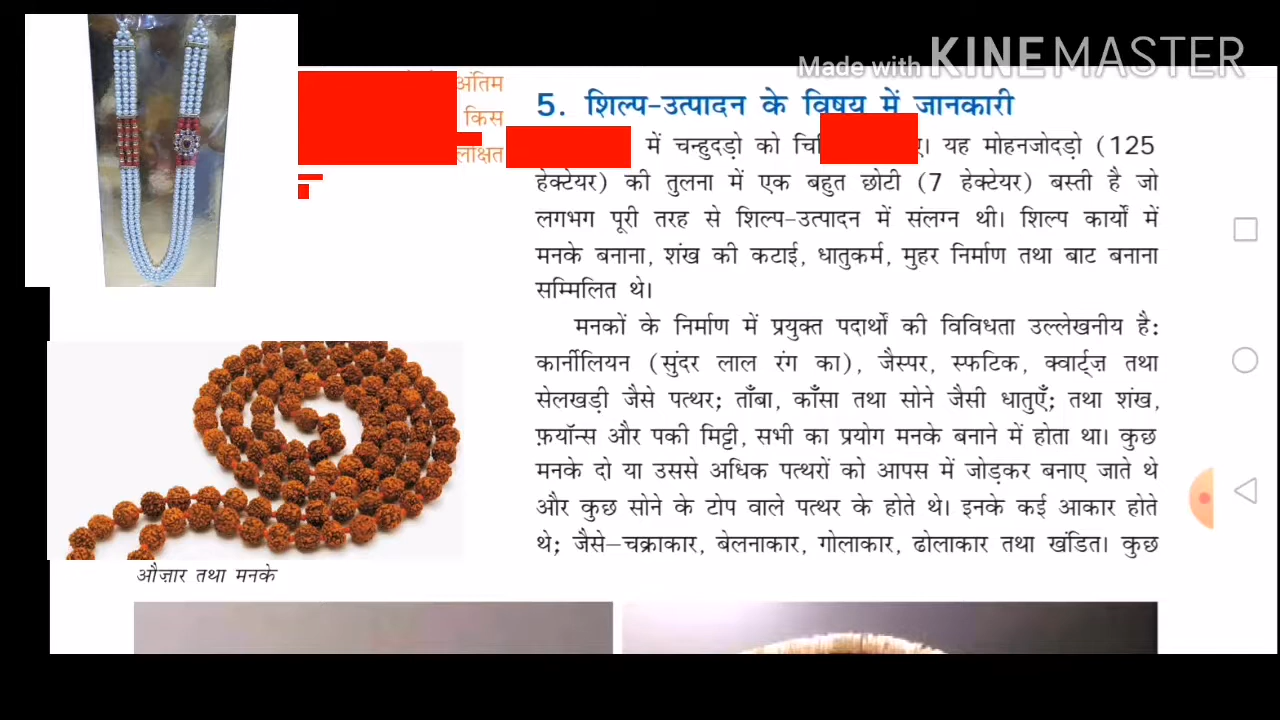 Made with KINEMASTER
अंतिम
किस
5. शिल्प-उत्पादन के विषय में जानकारी
में चन्हुदड़ो को
यह मोहनजोदड़ो (125
हेक्टेयर) की तुलना में एक बहुत छोटी (7 हेक्टेयर) बस्ती है जो
लगभग पूरी तरह से शिल्प-उत्पादन में संलग्न थी। शिल्प कार्यों में
मनके बनाना, शंख की कटाई, धातुकर्म, मुहर निर्माण तथा बाट बनाना
सम्मिलित थे।
मनकों के निर्माण में प्रयुक्त पदार्थों की विविधता उल्लेखनीय है:
कार्नीलियन (सुंदर लाल रंग का), जैस्पर, स्फटिक, क्वार्ट्ज़ तथा
सेलखड़ी जैसे पत्थर; ताँबा, काँसा तथा सोने जैसी धातुएँ; तथा शंख,
फ़यॉन्स और पकी मिट्टी, सभी का प्रयोग मनके बनाने में होता था। कुछ
मनके दो या उससे अधिक पत्थरों को आपस में जोड़कर बनाए जाते थे
और कुछ सोने के टोप वाले पत्थर के होते थे। इनके कई आकार होते
थे; जैसे–चक्राकार, बेलनाकार, गोलाकार, ढोलाकार तथा खंडित। कुछ
औज़ार तथा मनके